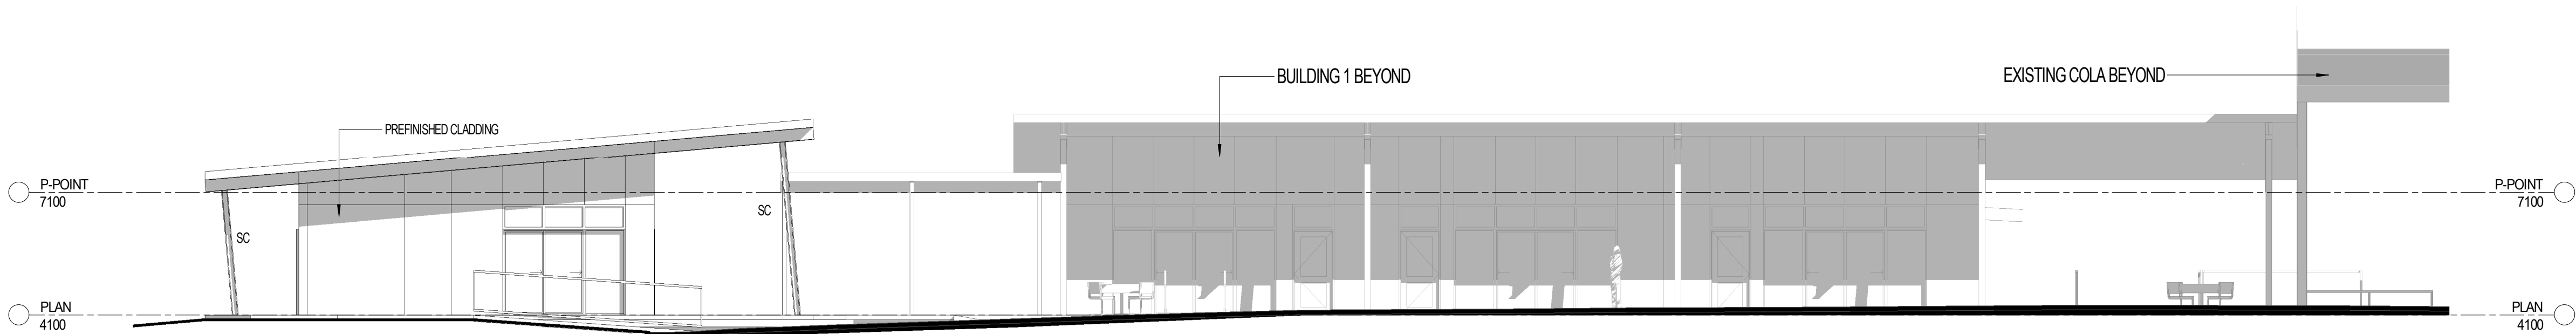 BUILDING 1 BEYOND
EXISTING COLA BEYOND
PREFINISHED CLADDING
P-POINT
7100
P-POINT
7100
SC
SC
PLAN
4100
PLAN
4100